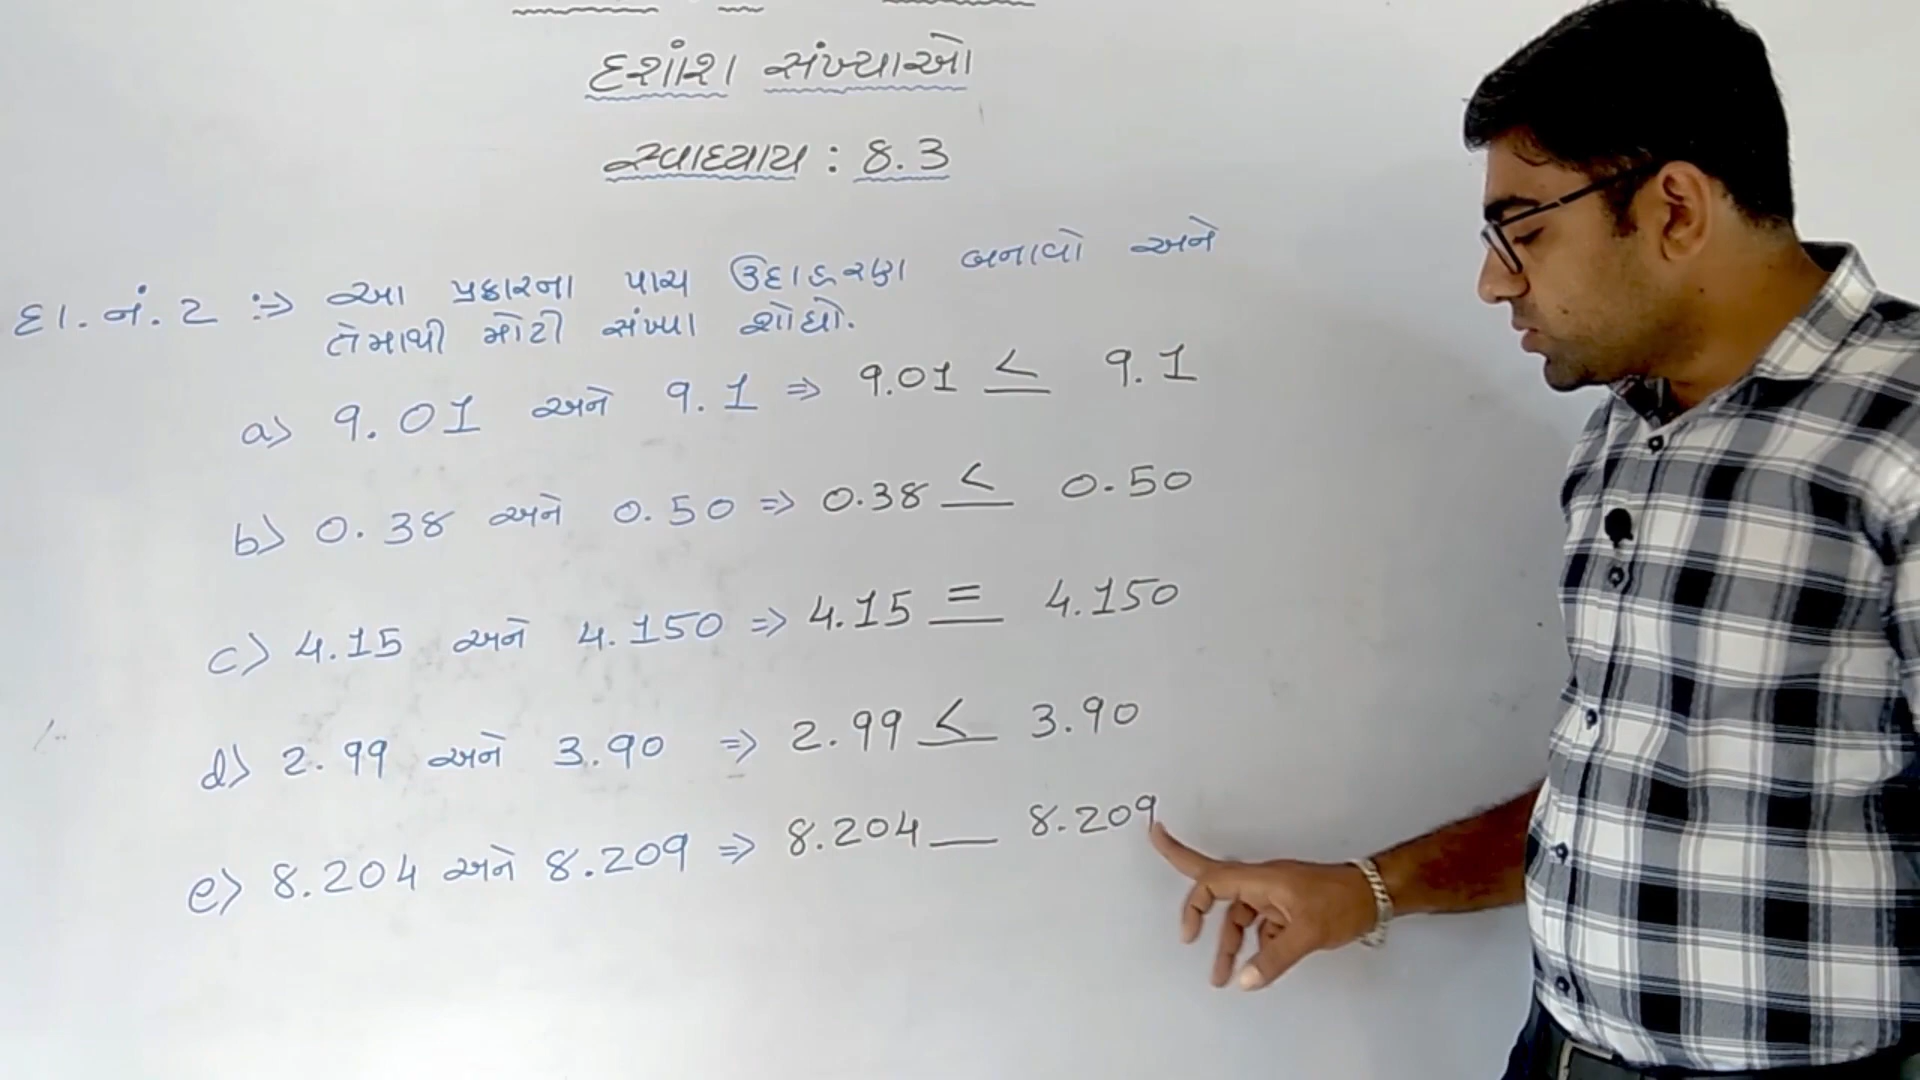 દશાંશ સંખ્યાઓ
સ્વાધ્યાય : 8.3
દા. નં. 2 :⇒ આ પ્રકારના પાચ ઉદાહરણ બનાવો અને
તેમાથી મોટી સંખ્યા શોધો.
a) 9.01 અને 9.1 ⇒ 9.01 < 9.1
b) 0.38 અને 0.50 ⇒ 0.38 < 0.50
c) 4.15 અને 4.150 ⇒ 4.15 = 4.150
d) 2.99 અને 3.90 ⇒ 2.99 < 3.90
e) 8.204 અને 8.209 ⇒ 8.204 __ 8.209